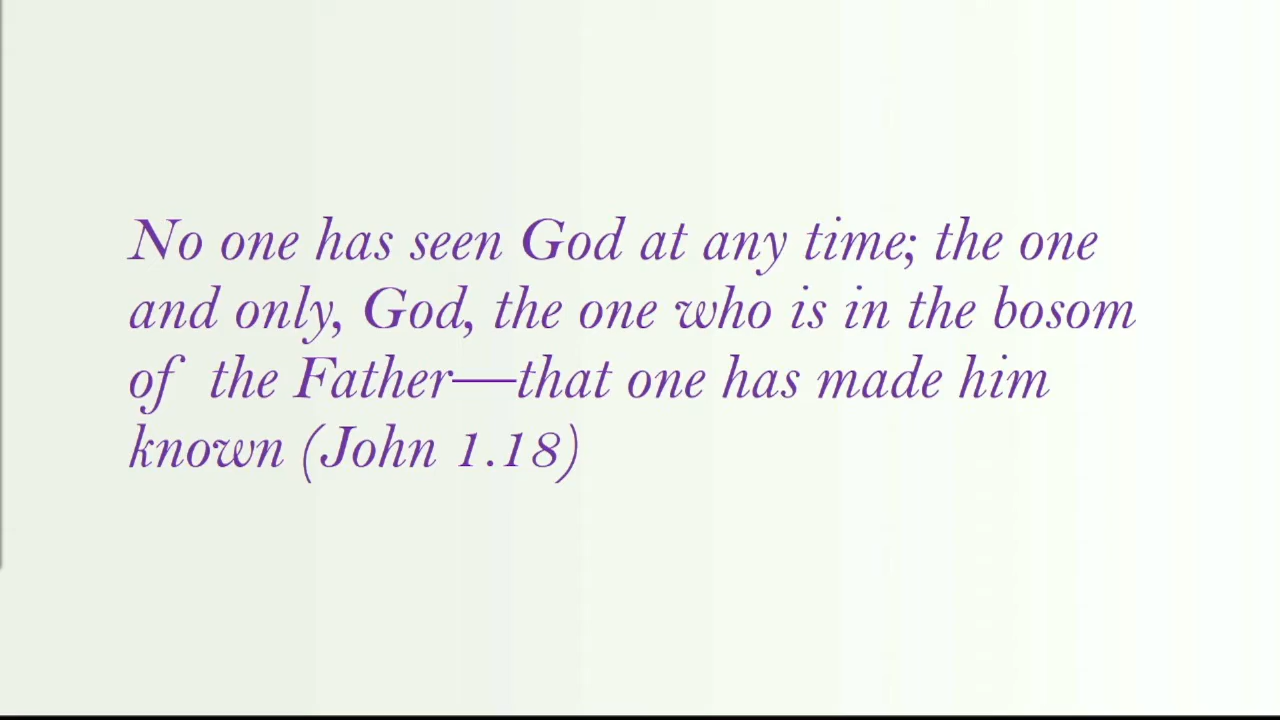 No one has seen God at any time; the one
and only, God, the one who is in the bosom
of the Father—that one has made him
known (John 1.18)